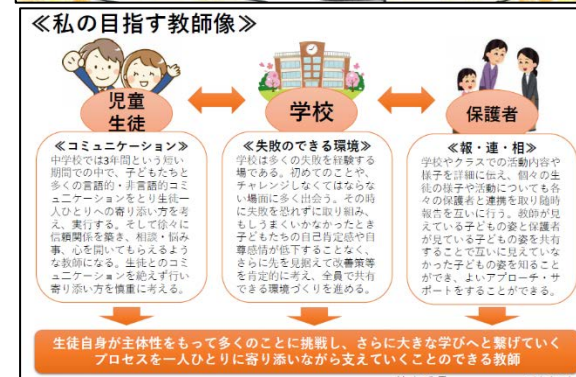 ≪私の目指す教師像≫
児童
生徒
学校
保護者
≪コミュニケーション≫
中学校では3年間という短い
期間での中で、子どもたちと
多くの言語的・非言語的コミ
ュニケーションをとり生徒一
人ひとりへの寄り添い方を考
え、実行する。そして徐々に
信頼関係を築き、相談・悩み
事、心を開いてもらえるよう
な教師になる。生徒とのコミ
ュニケーションを絶えず行い
寄り添い方を慎重に考える。
≪失敗のできる環境≫
学校は多くの失敗を経験する
場である。初めてのことや、
チャレンジしなくてはならな
い場面に多く出会う。その時
に失敗を恐れずに取り組み、
もしうまくいかなかったとき
子どもたちの自己肯定感や自
尊感情が低下することなく、
さらに先を見据えて改善策等
を肯定的に考え、全員で共有
できる環境づくりを進める。
≪報・連・相≫
学校やクラスでの活動内容や
様子を詳細に伝え、個々の生
徒の様子や活動についても各
々の保護者と連携を取り随時
報告を互いに行う。教師が見
えている子どもの姿と保護者
が見ている子どもの姿を共有
することで互いに見えていな
かった子どもの姿を知ること
ができ、よいアプローチ・サ
ポートをすることができる。
生徒自身が主体性をもって多くのことに挑戦し、さらに大きな学びへと繋げていく
プロセスを一人ひとりに寄り添いながら支えていくことのできる教師